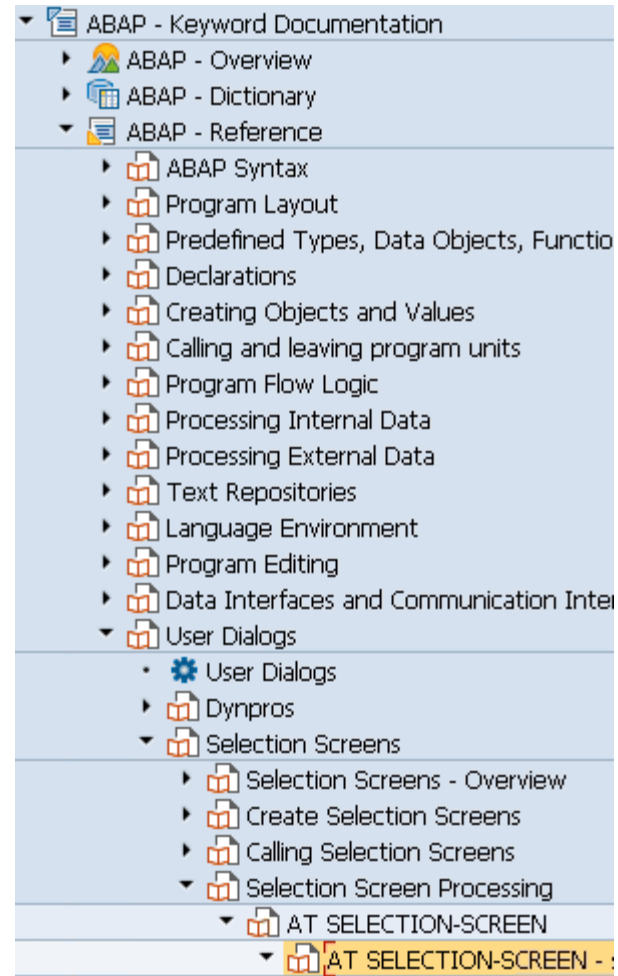 ABAP - Keyword Documentation
ABAP - Overview
ABAP - Dictionary
ABAP - Reference
ABAP Syntax
Program Layout
Predefined Types, Data Objects, Functio
Declarations
Creating Objects and Values
Calling and leaving program units
Program Flow Logic
Processing Internal Data
Processing External Data
Text Repositories
Language Environment
Program Editing
Data Interfaces and Communication Inte
User Dialogs
User Dialogs
Dynpros
Selection Screens
Selection Screens - Overview
Create Selection Screens
Calling Selection Screens
Selection Screen Processing
AT SELECTION-SCREEN
AT SELECTION-SCREEN -